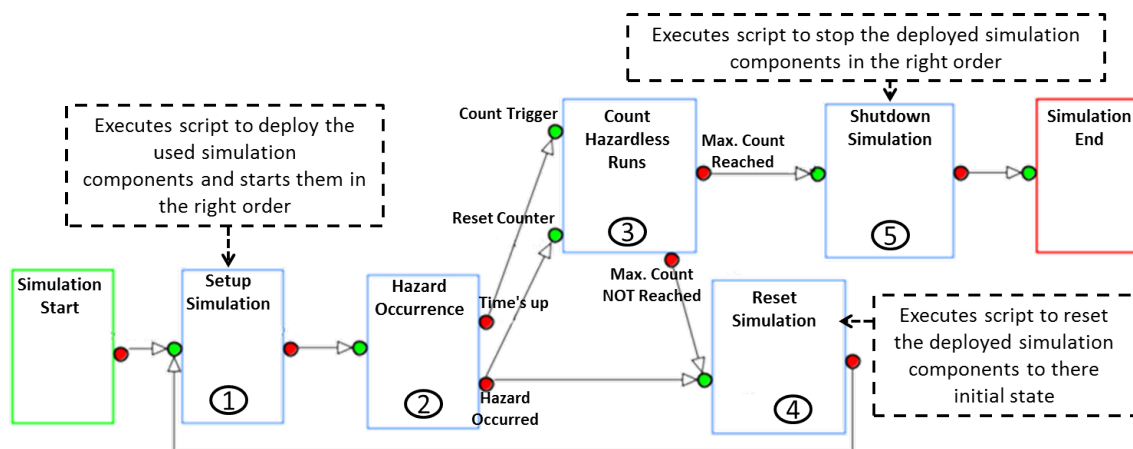 Executes script to stop the deployed simulation
components in the right order
Executes script to deploy the
used simulation
components and starts them in
the right order
Count Trigger
Count
Hazardless
Runs
Max. Count
Reached
Shutdown
Simulation
Simulation
End
Reset Counter
3
5
Simulation
Start
Setup
Simulation
Hazard
Occurrence
Time's up
Max. Count
NOT Reached
Reset
Simulation
Executes script to reset
the deployed simulation
components to there
initial state
1
2
Hazard
Occurred
4